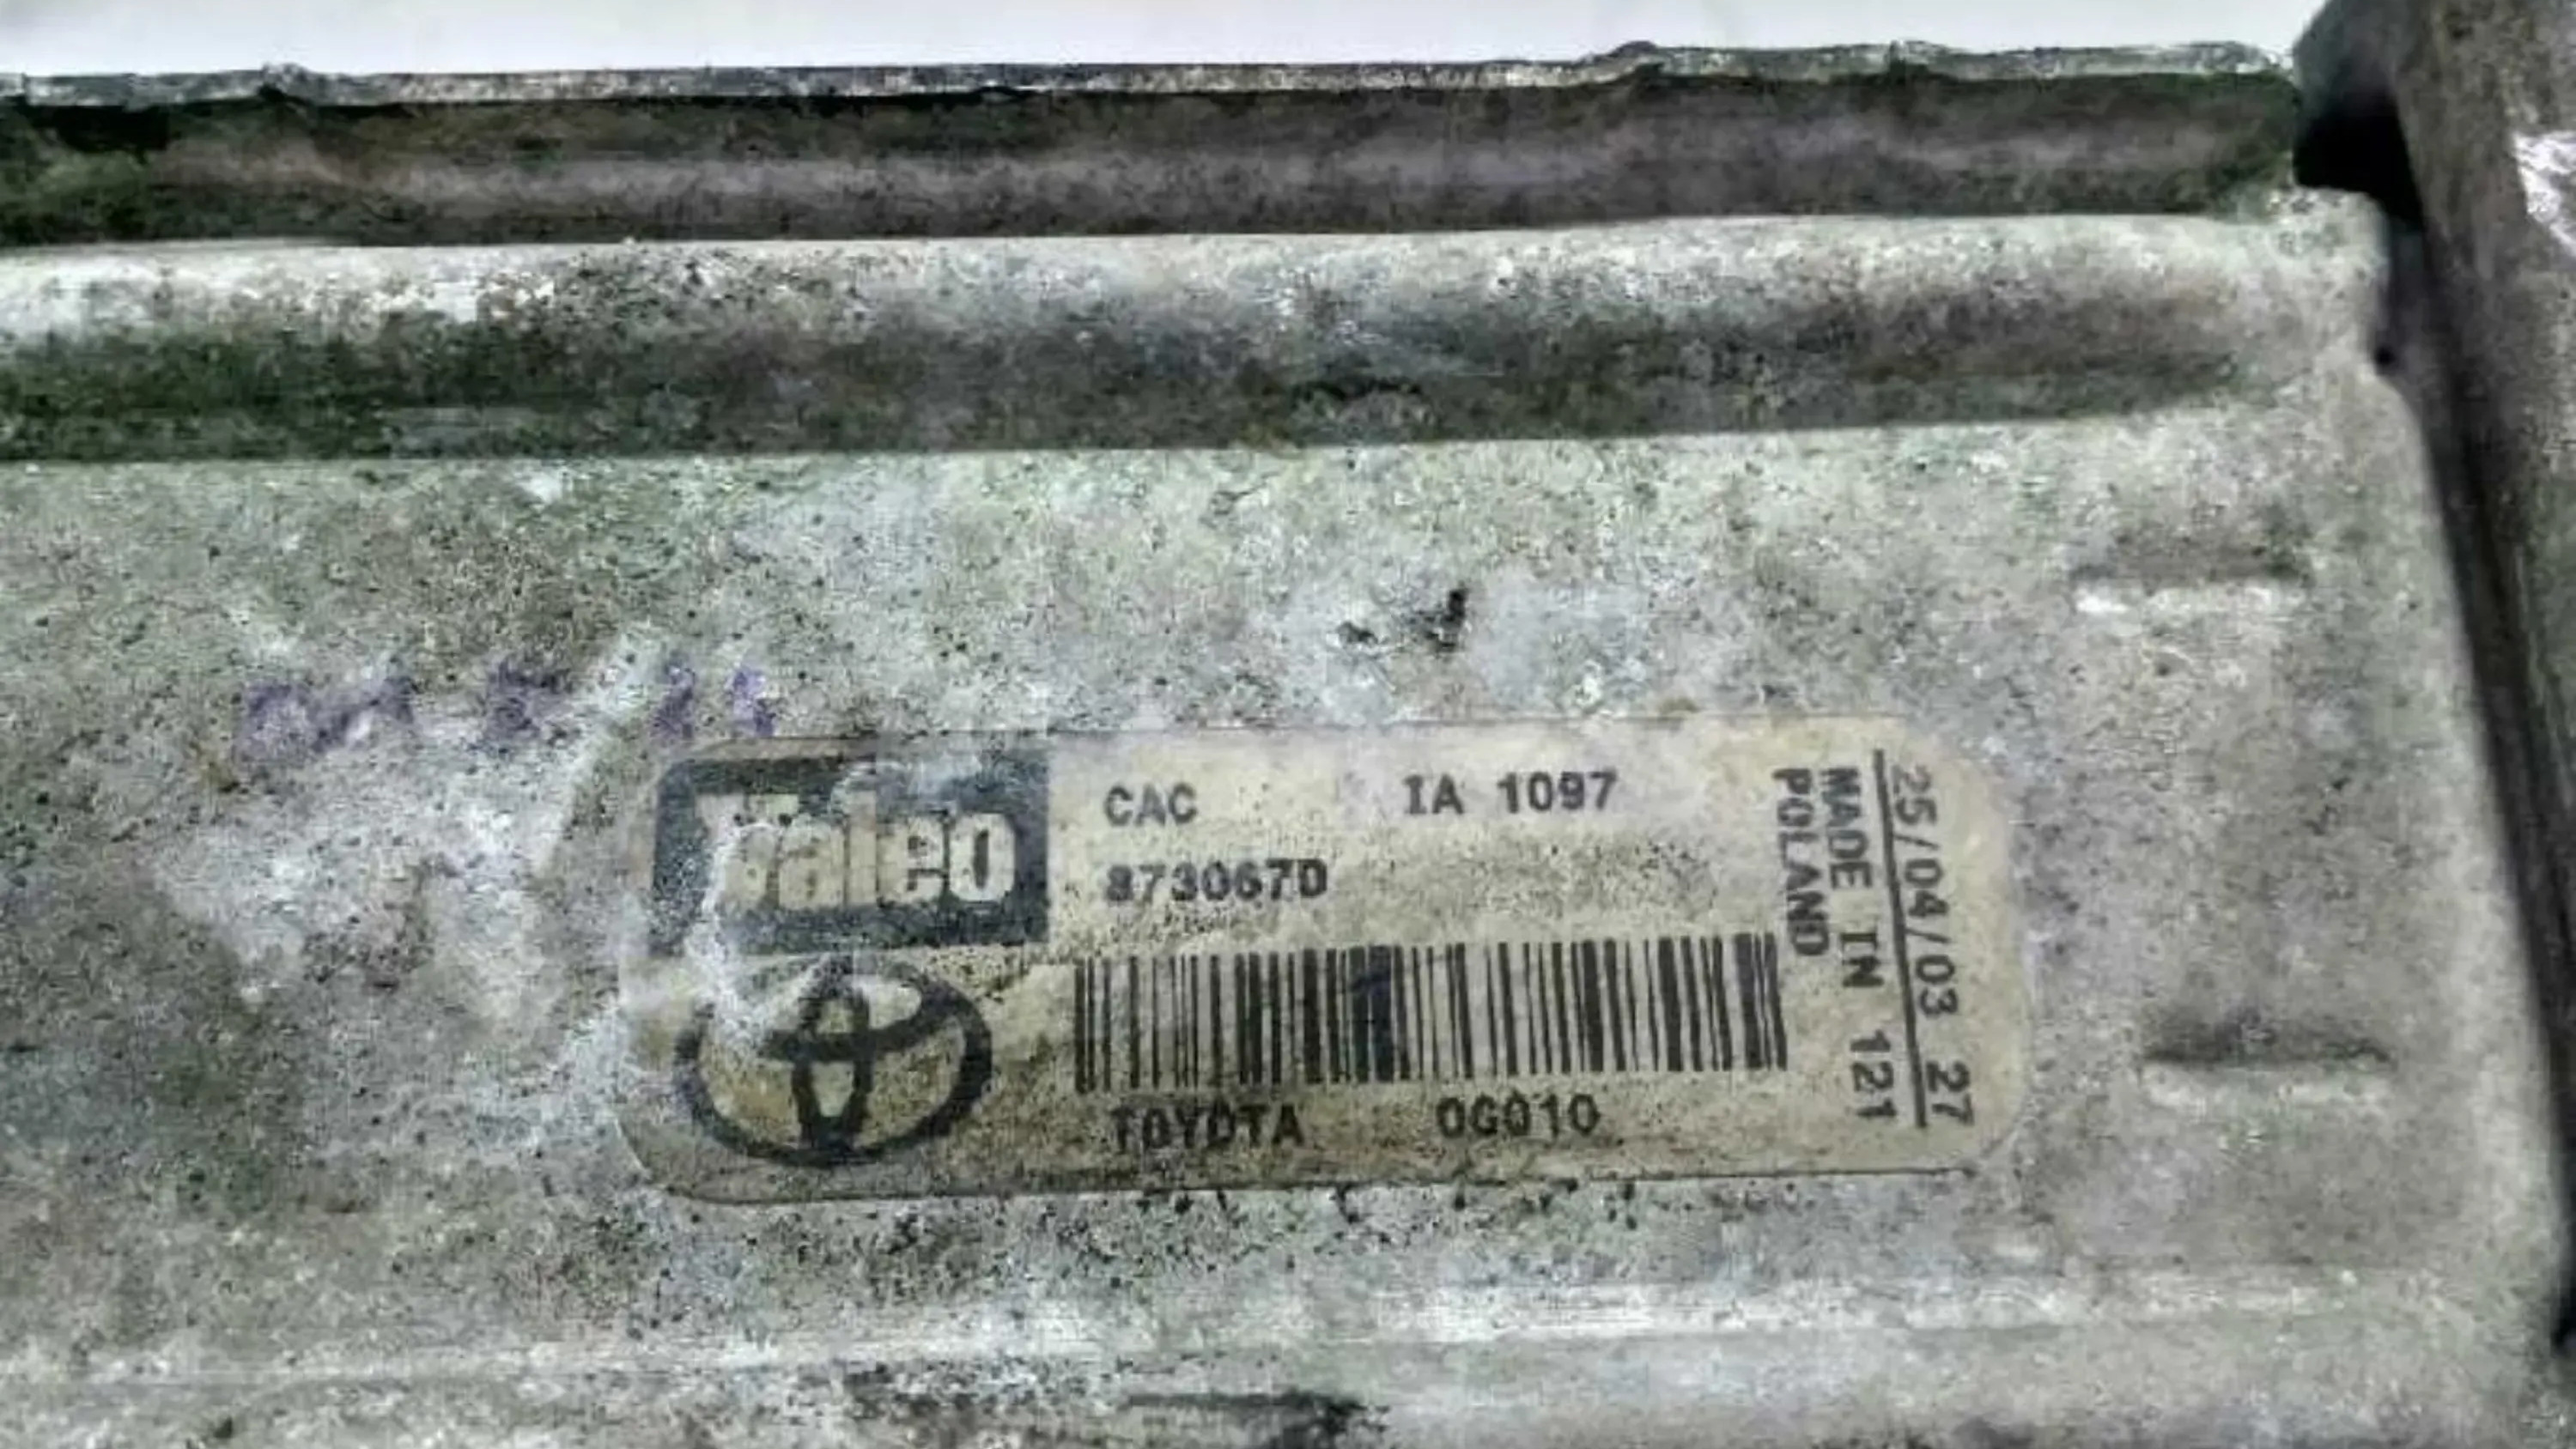 Valeo
CAC IA 1097
873067D
TOYOTA 0G010
25/04/03 27
MADE IN 121
POLAND